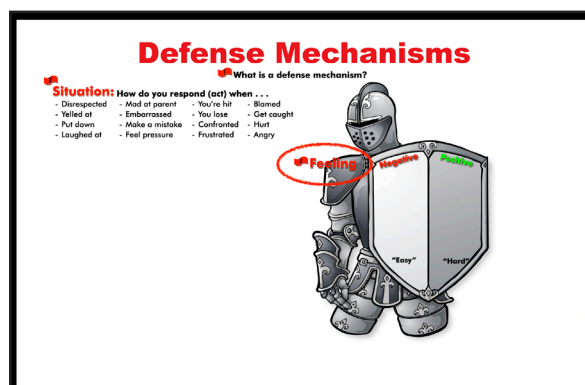 Defense Mechanisms
1 What is a defense mechanism?
2
Situation: How do you respond (act) when . . .
- Disrespected - Mad at parent - You're hit - Blamed
- Yelled at - Embarrassed - You lose - Get caught
- Put down - Make a mistake - Confronted - Hurt
- Laughed at - Feel pressure - Frustrated - Angry
Feeling Negative Positive
"Easy" "Hard"